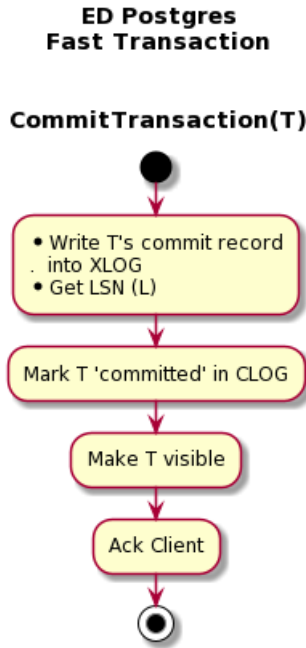 ED Postgres
Fast Transaction
CommitTransaction(T)
• Write T's commit record
. into XLOG
• Get LSN (L)
Mark T 'committed' in CLOG
Make T visible
Ack Client